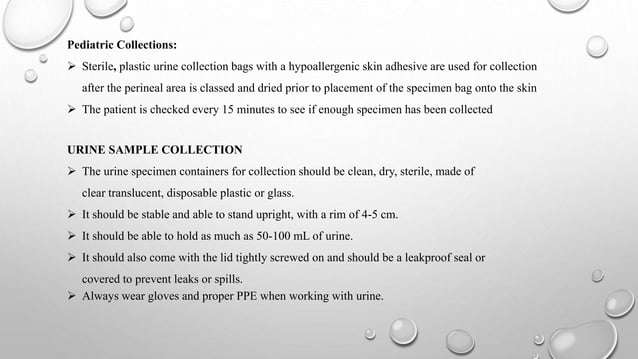 Pediatric Collections:
➢ Sterile, plastic urine collection bags with a hypoallergenic skin adhesive are used for collection
after the perineal area is classed and dried prior to placement of the specimen bag onto the skin
➢ The patient is checked every 15 minutes to see if enough specimen has been collected
URINE SAMPLE COLLECTION
➢ The urine specimen containers for collection should be clean, dry, sterile, made of
clear translucent, disposable plastic or glass.
➢ It should be stable and able to stand upright, with a rim of 4-5 cm.
➢ It should be able to hold as much as 50-100 mL of urine.
➢ It should also come with the lid tightly screwed on and should be a leakproof seal or
covered to prevent leaks or spills.
➢ Always wear gloves and proper PPE when working with urine.